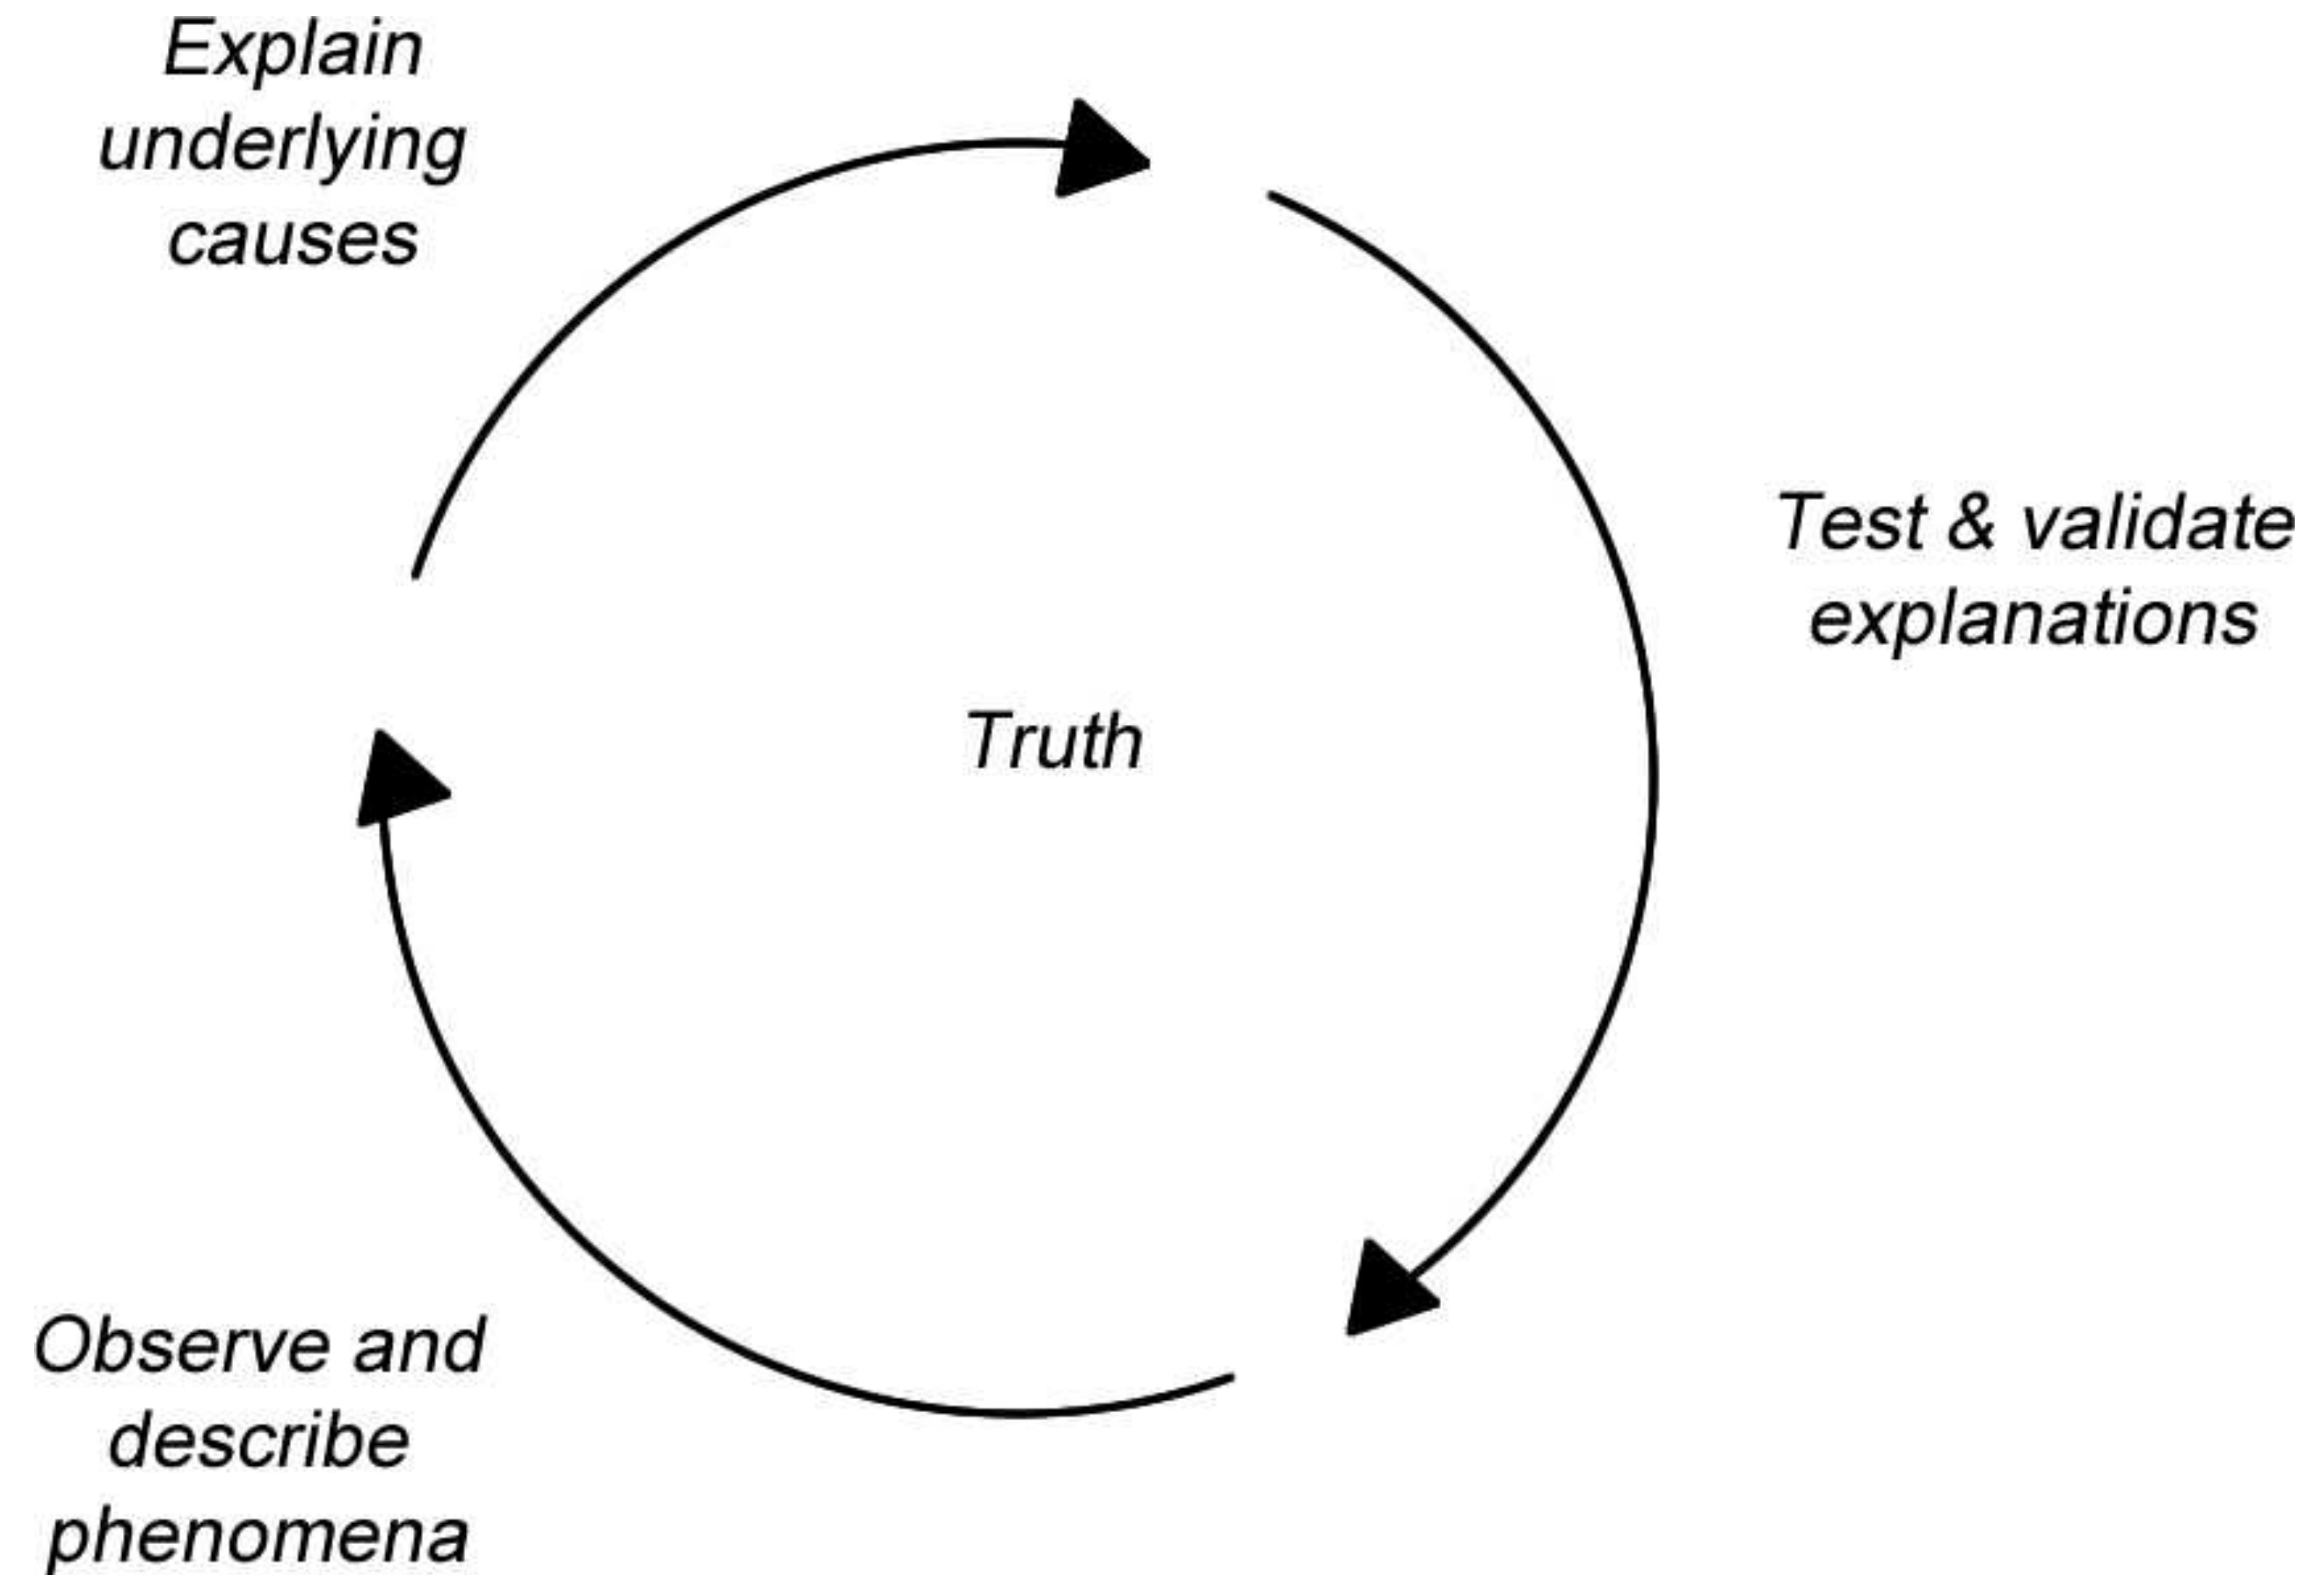 Explain
underlying
causes
Test & validate
explanations
Truth
Observe and
describe
phenomena